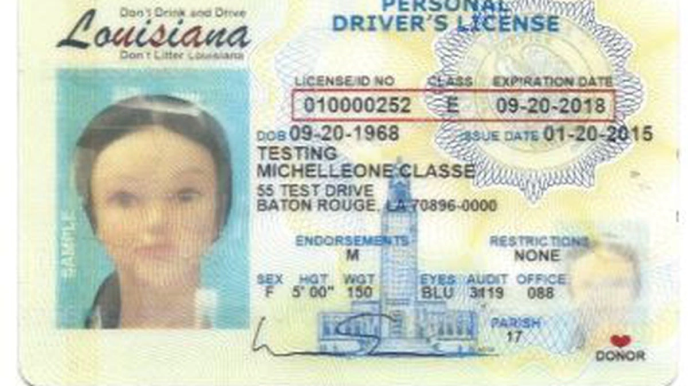 Don't Drink and Drive
Louisiana
Don't Litter Louisiana
PERSONAL
DRIVER'S LICENSE
LICENSE/ID NO CLASS EXPIRATION DATE
010000252 E 09-20-2018
DOB 09-20-1968 ISSUE DATE 01-20-2015
TESTING
MICHELLEONE CLASSE
55 TEST DRIVE
BATON ROUGE, LA 70896-0000
ENDORSEMENTS RESTRICTIONS
M NONE
SEX HGT WGT EYES AUDIT OFFICE
F 5'00" 150 BLU 3119 088
PARISH
17
DONOR
SAMPLE